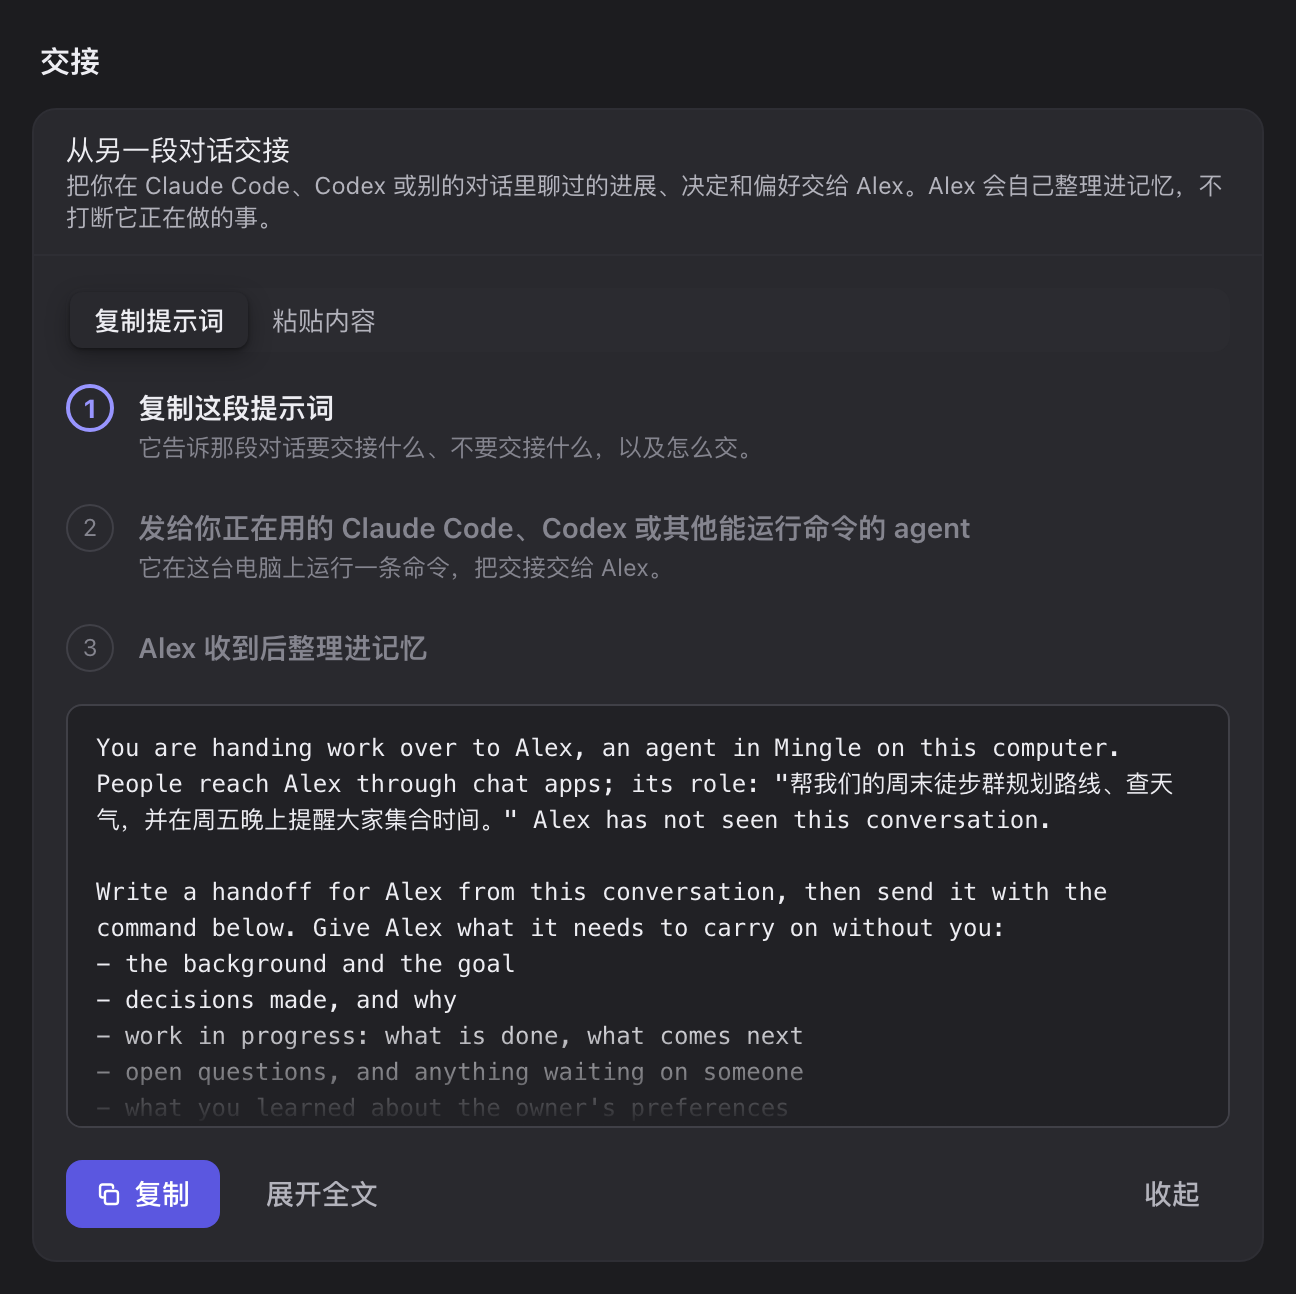 交接
从另一段对话交接
把你在 Claude Code、Codex 或别的对话里聊过的进展、决定和偏好交给 Alex。Alex 会自己整理进记忆，不
打断它正在做的事。
复制提示词
粘贴内容
1
复制这段提示词
它告诉那段对话要交接什么、不要交接什么，以及怎么交。
2
发给你正在用的 Claude Code、Codex 或其他能运行命令的 agent
它在这台电脑上运行一条命令，把交接交给 Alex。
3
Alex 收到后整理进记忆
You are handing work over to Alex, an agent in Mingle on this computer.
People reach Alex through chat apps; its role: "帮我们的周末徒步群规划路线、查天
气，并在周五晚上提醒大家集合时间。" Alex has not seen this conversation.
Write a handoff for Alex from this conversation, then send it with the
command below. Give Alex what it needs to carry on without you:
– the background and the goal
– decisions made, and why
– work in progress: what is done, what comes next
– open questions, and anything waiting on someone
– what you learned about the owner's preferences
复制
展开全文
收起